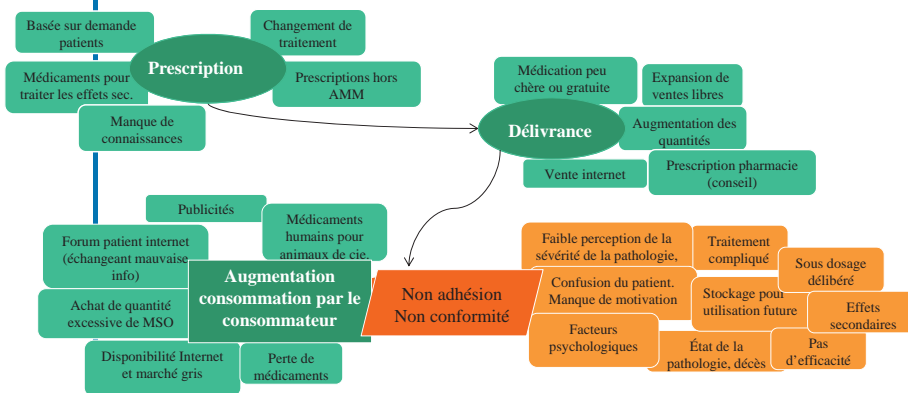 Basée sur demande
patients
Changement de
traitement
Prescription
Médicaments pour
traiter les effets sec.
Prescriptions hors
AMM
Manque de
connaissances
Médication peu
chère ou gratuite
Expansion de
ventes libres
Délivrance
Augmentation des
quantités
Vente internet
Prescription pharmacie
(conseil)
Publicités
Médicaments
humains pour
animaux de cie.
Forum patient internet
(échangeant mauvaise
info)
Augmentation
consommation par le
consommateur
Achat de quantité
excessive de MSO
Disponibilité Internet
et marché gris
Perte de
médicaments
Non adhésion
Non conformité
Faible perception de la
sévérité de la pathologie,
Traitement
compliqué
Sous dosage
délibéré
Confusion du patient.
Manque de motivation
Stockage pour
utilisation future
Effets
secondaires
Facteurs
psychologiques
État de la
pathologie, décès
Pas
d’efficacité